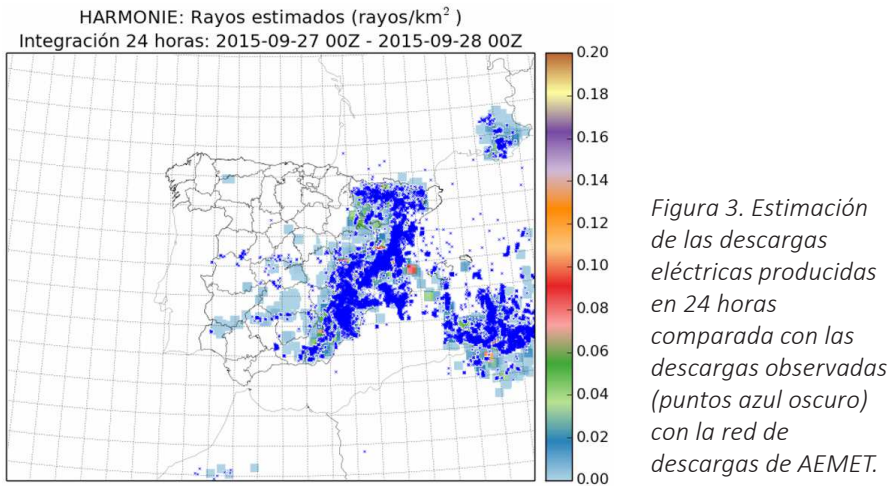 HARMONIE: Rayos estimados (rayos/km²)
Integración 24 horas: 2015-09-27 00Z - 2015-09-28 00Z
0.20
0.18
0.16
0.14
0.12
0.10
0.08
0.06
0.04
0.02
0.00
Figura 3. Estimación
de las descargas
eléctricas producidas
en 24 horas
comparada con las
descargas observadas
(puntos azul oscuro)
con la red de
descargas de AEMET.